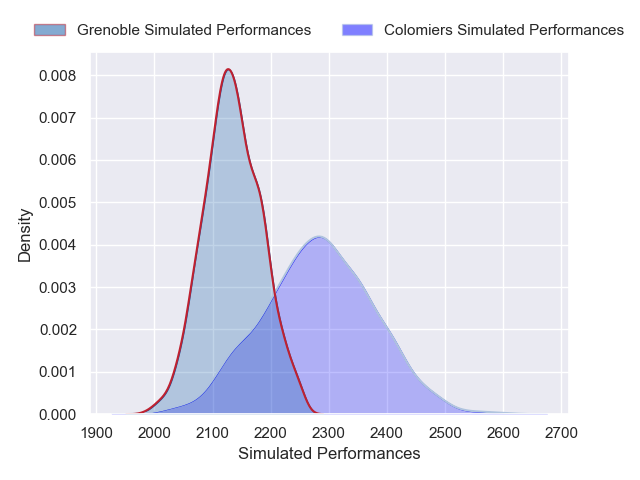 Grenoble Simulated Performances
Colomiers Simulated Performances
0.008
0.007
0.006
0.005
0.004
0.003
0.002
0.001
0.000
Density
1900 2000 2100 2200 2300 2400 2500 2600 2700
Simulated Performances